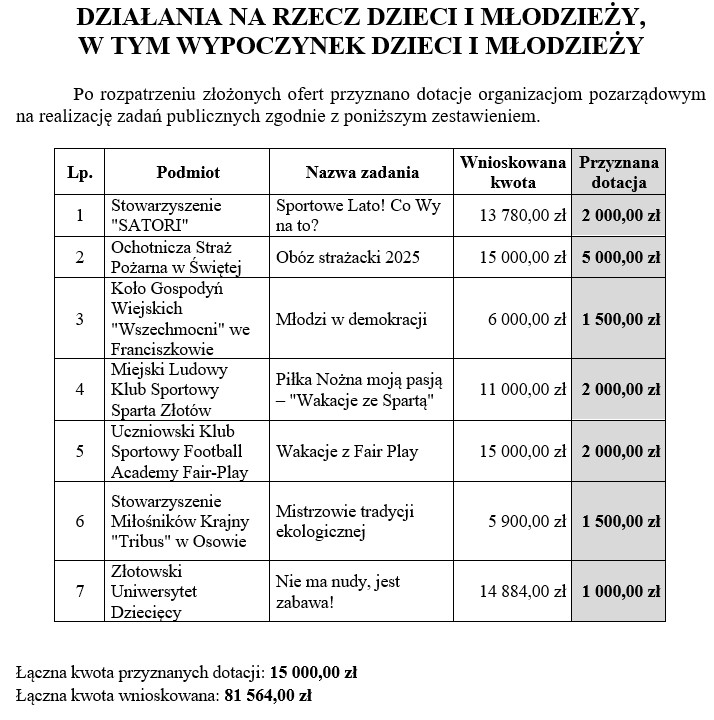 DZIAŁANIA NA RZECZ DZIECI I MŁODZIEŻY,
W TYM WYPOCZYNEK DZIECI I MŁODZIEŻY
Po rozpatrzeniu złożonych ofert przyznano dotacje organizacjom pozarządowym
na realizację zadań publicznych zgodnie z poniższym zestawieniem.
Lp. Podmiot Nazwa zadania Wnioskowana kwota Przyznana dotacja
1 Stowarzyszenie "SATORI" Sportowe Lato! Co Wy na to? 13 780,00 zł 2 000,00 zł
2 Ochotnicza Straż Pożarna w Świętej Obóz strażacki 2025 15 000,00 zł 5 000,00 zł
3 Koło Gospodyń Wiejskich "Wszechmocni" we Franciszkowie Młodzi w demokracji 6 000,00 zł 1 500,00 zł
4 Miejski Ludowy Klub Sportowy Sparta Złotów Piłka Nożna moją pasją – "Wakacje ze Spartą" 11 000,00 zł 2 000,00 zł
5 Uczniowski Klub Sportowy Football Academy Fair-Play Wakacje z Fair Play 15 000,00 zł 2 000,00 zł
6 Stowarzyszenie Miłośników Krajny "Tribus" w Osowie Mistrzowie tradycji ekologicznej 5 900,00 zł 1 500,00 zł
7 Złotowski Uniwersytet Dziecięcy Nie ma nudy, jest zabawa! 14 884,00 zł 1 000,00 zł
Łączna kwota przyznanych dotacji: 15 000,00 zł
Łączna kwota wnioskowana: 81 564,00 zł